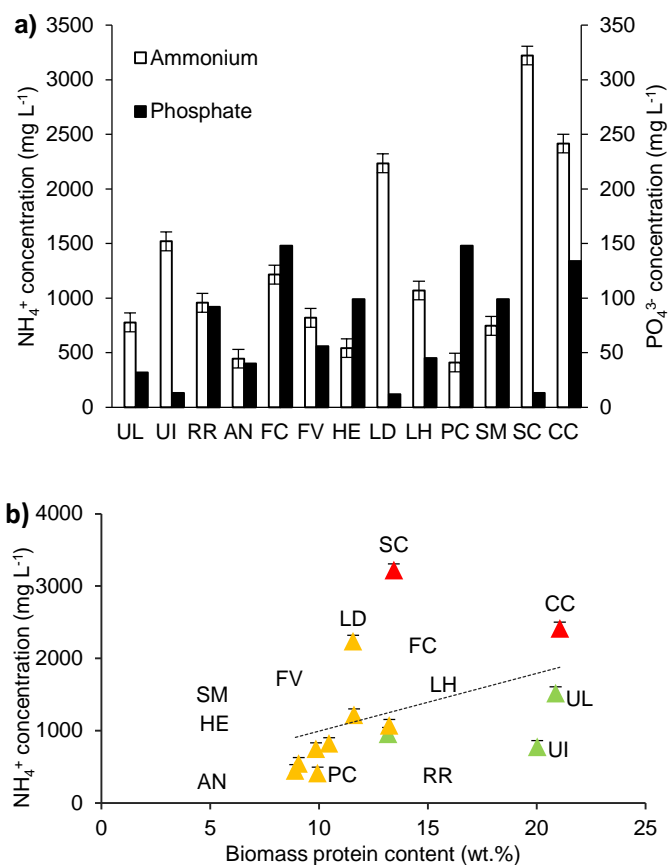 a)
Ammonium
Phosphate
NH₄⁺ concentration (mg L⁻¹)
3500
3000
2500
2000
1500
1000
500
0
PO₄³⁻ concentration (mg L⁻¹)
350
300
250
200
150
100
50
0
UL UI RR AN FC FV HE LD LH PC SM SC CC
b)
NH₄⁺ concentration (mg L⁻¹)
4000
3000
2000
1000
0
SC
CC
LD
FC
FV
LH
SM
UL
HE
UI
AN
PC
RR
0 5 10 15 20 25
Biomass protein content (wt.%)